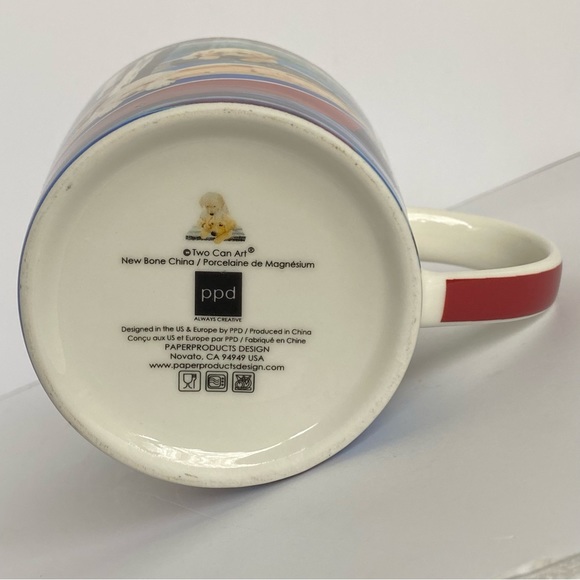 ©Two Can Art®
New Bone China / Porcelaine de Magnésium
ppd
ALWAYS CREATIVE
Designed in the US & Europe by PPD / Produced in China
Conçu aux US et Europe par PPD / Fabriqué en Chine
PAPERPRODUCTS DESIGN
Novato, CA 94949 USA
www.paperproductsdesign.com